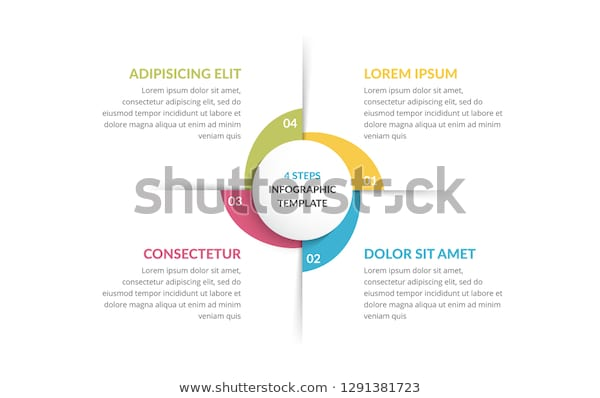 ADIPISICING ELIT
Lorem ipsum dolor sit amet,
consectetur adipiscing, sed do
eiusmod tempor incididunt ut labore et
dolore magna aliqua. Ut enim ad minim
veniam quis
LOREM IPSUM
Lorem ipsum dolor sit amet,
consectetur adipiscing, sed do
eiusmod tempor incididunt ut labore et
dolore magna aliqua. Ut enim ad minim
veniam quis
04
01
4 STEPS
INFOGRAPHIC
TEMPLATE
shutterstock
03
02
CONSECTETUR
Lorem ipsum dolor sit amet,
consectetur adipiscing, sed do
eiusmod tempor incididunt ut labore et
dolore magna aliqua. Ut enim ad minim
veniam quis
DOLOR SIT AMET
Lorem ipsum dolor sit amet,
consectetur adipiscing, sed do
eiusmod tempor incididunt ut labore et
dolore magna aliqua. Ut enim ad minim
veniam quis
www.shutterstock.com · 1291381723